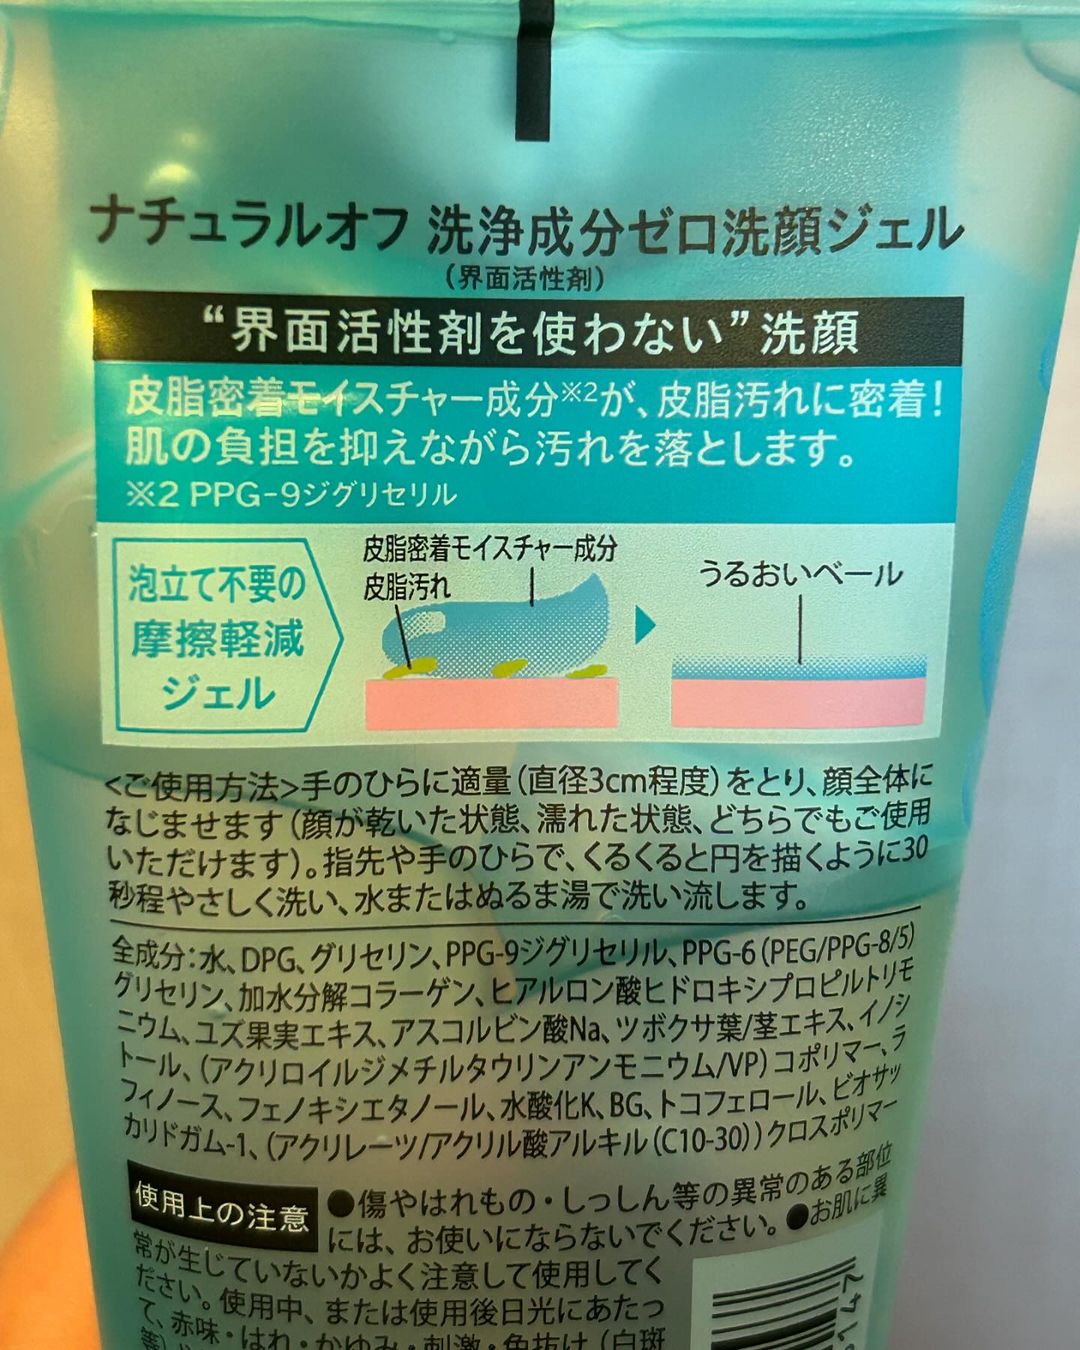 ナチュラルオフ 洗浄成分ゼロ洗顔ジェル
（界面活性剤）
“界面活性剤を使わない”洗顔
皮脂密着モイスチャー成分※2が、皮脂汚れに密着！
肌の負担を抑えながら汚れを落とします。
※2 PPG-9ジグリセリル
泡立て不要の
摩擦軽減
ジェル
皮脂密着モイスチャー成分
皮脂汚れ
うるおいベール
<ご使用方法>手のひらに適量（直径3cm程度）をとり、顔全体に
なじませます（顔が乾いた状態、濡れた状態、どちらでもご使用
いただけます）。指先や手のひらで、くるくると円を描くように30
秒程やさしく洗い、水またはぬるま湯で洗い流します。
全成分：水、DPG、グリセリン、PPG-9ジグリセリル、PPG-6（PEG/PPG-8/5）
グリセリン、加水分解コラーゲン、ヒアルロン酸ヒドロキシプロピルトリモ
ニウム、ユズ果実エキス、アスコルビン酸Na、ツボクサ葉/茎エキス、イノシ
トール、（アクリロイルジメチルタウリンアンモニウム/VP）コポリマー、ラ
フィノース、フェノキシエタノール、水酸化K、BG、トコフェロール、ビオサッ
カリドガム-1、（アクリレーツ/アクリル酸アルキル（C10-30））クロスポリマー
使用上の注意
●傷やはれもの・しっしん等の異常のある部位
には、お使いにならないでください。●お肌に異
常が生じていないかよく注意して使用してく
ださい。使用中、または使用後日光にあたっ
て、赤味・はれ・かゆみ・刺激・色抜け（白斑